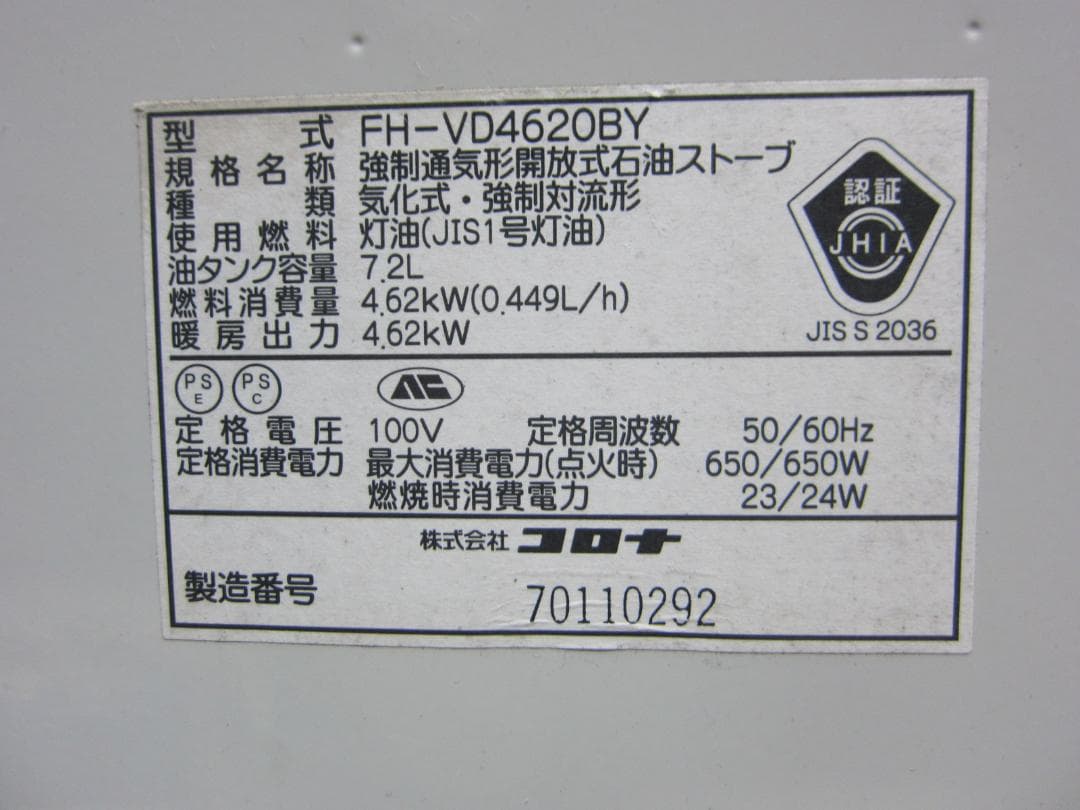 型式 FH-VD4620BY
規格名称 強制通気形開放式石油ストーブ
種類 気化式・強制対流形
使用燃料 灯油(JIS1号灯油)
油タンク容量 7.2L
燃料消費量 4.62kW(0.449L/h)
暖房出力 4.62kW
認証
JHIA
JIS S 2036
PS E PS C
定格電圧 100V 定格周波数 50/60Hz
定格消費電力 最大消費電力(点火時) 650/650W
燃焼時消費電力 23/24W
株式会社 コロナ
製造番号 70110292